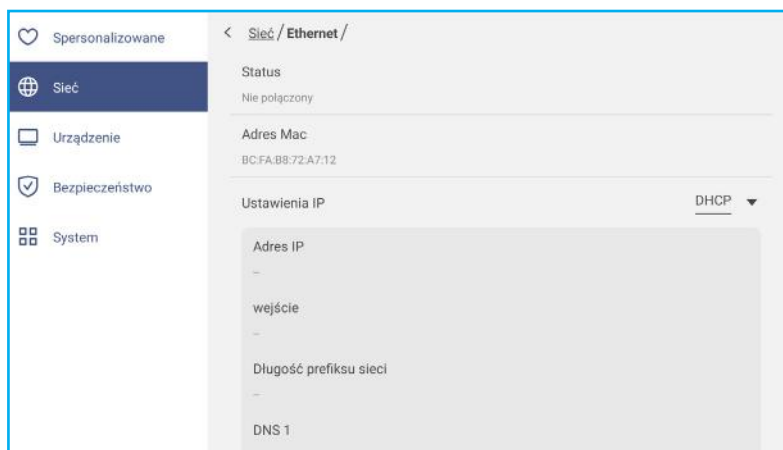 Spersonalizowane
Sieć
Urządzenie
Bezpieczeństwo
System
< Sieć / Ethernet /
Status
Nie połączony
Adres Mac
BC:FA:B8:72:A7:12
Ustawienia IP DHCP
Adres IP
–
wejście
–
Długość prefiksu sieci
–
DNS 1